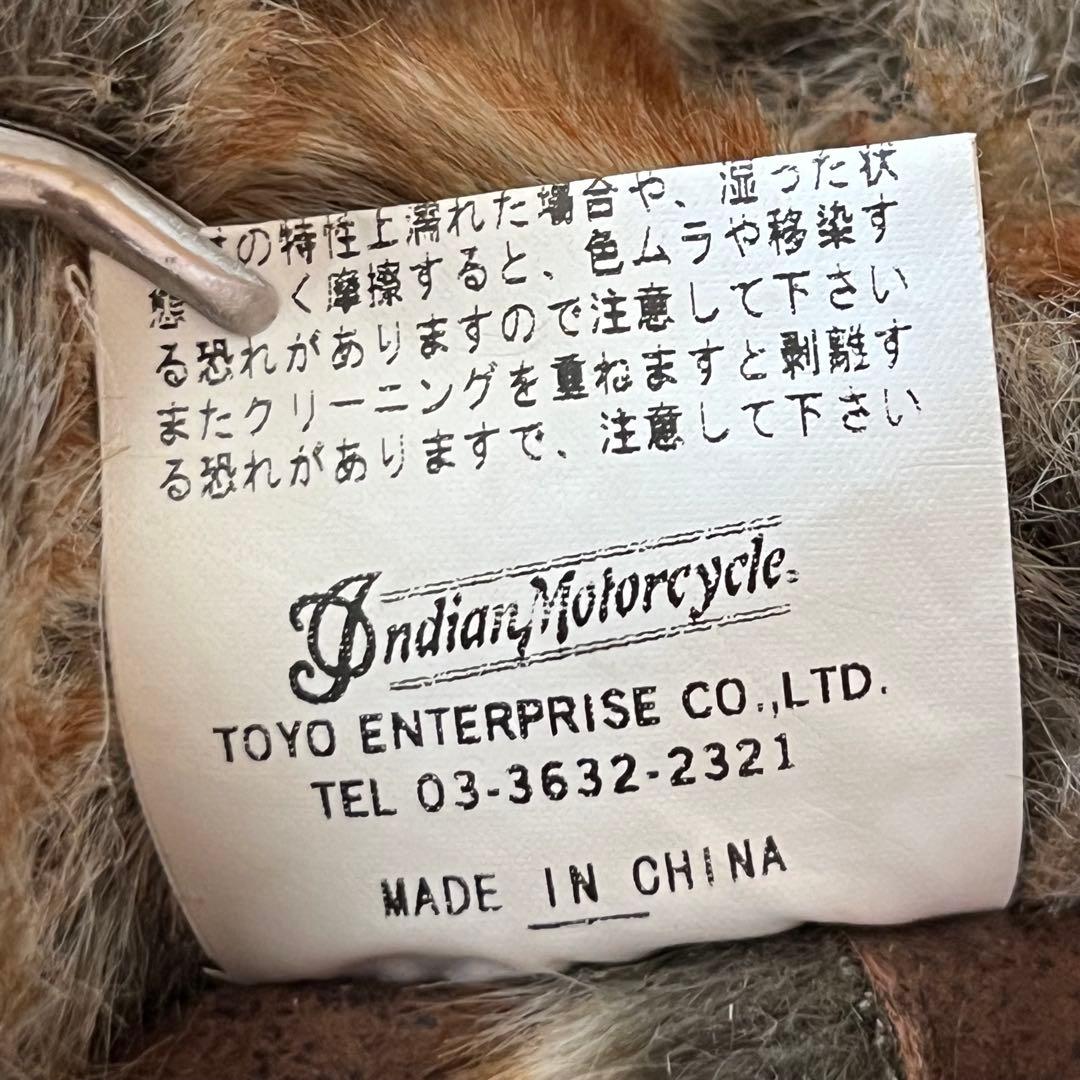 の特性上濡れた場合や、湿った状
態 く摩擦すると、色ムラや移染す
る恐れがありますので注意して下さい
またクリーニングを重ねますと剥離す
る恐れがありますで、注意して下さい
Indian Motorcycle.
TOYO ENTERPRISE CO.,LTD.
TEL 03-3632-2321
MADE IN CHINA